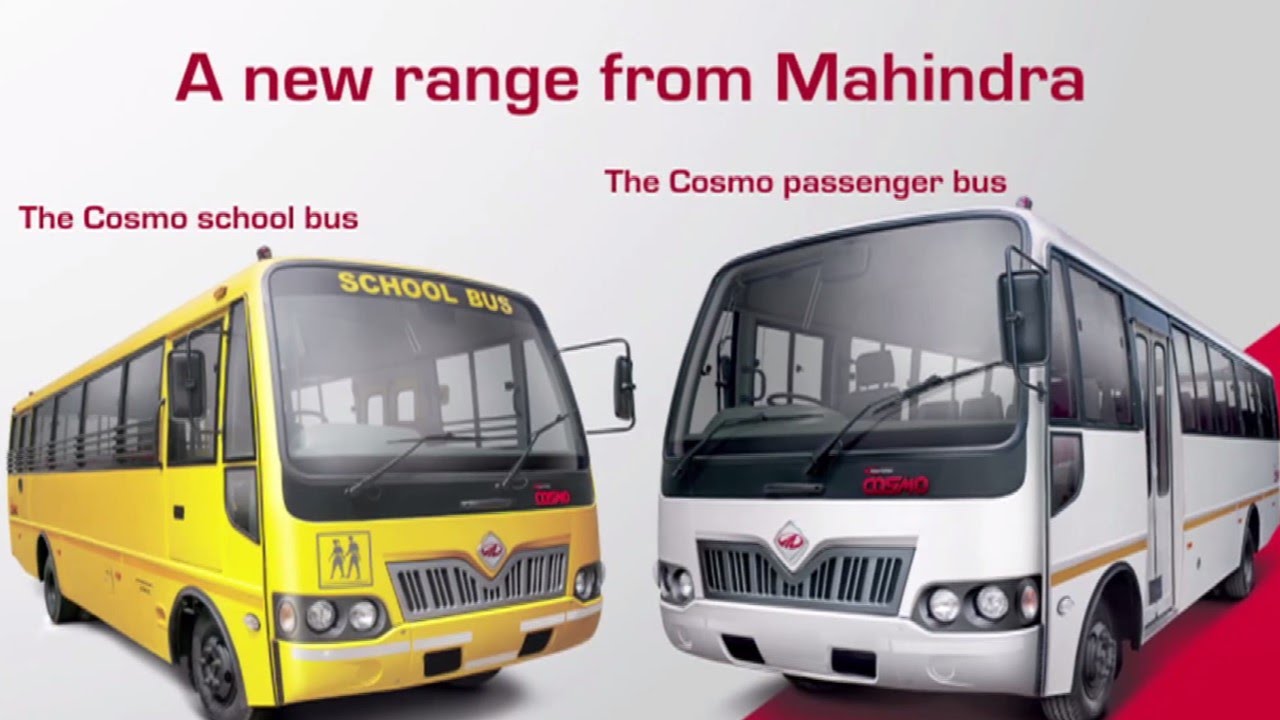 A new range from Mahindra
The Cosmo passenger bus
The Cosmo school bus
SCHOOL BUS
COSMO
COSMO